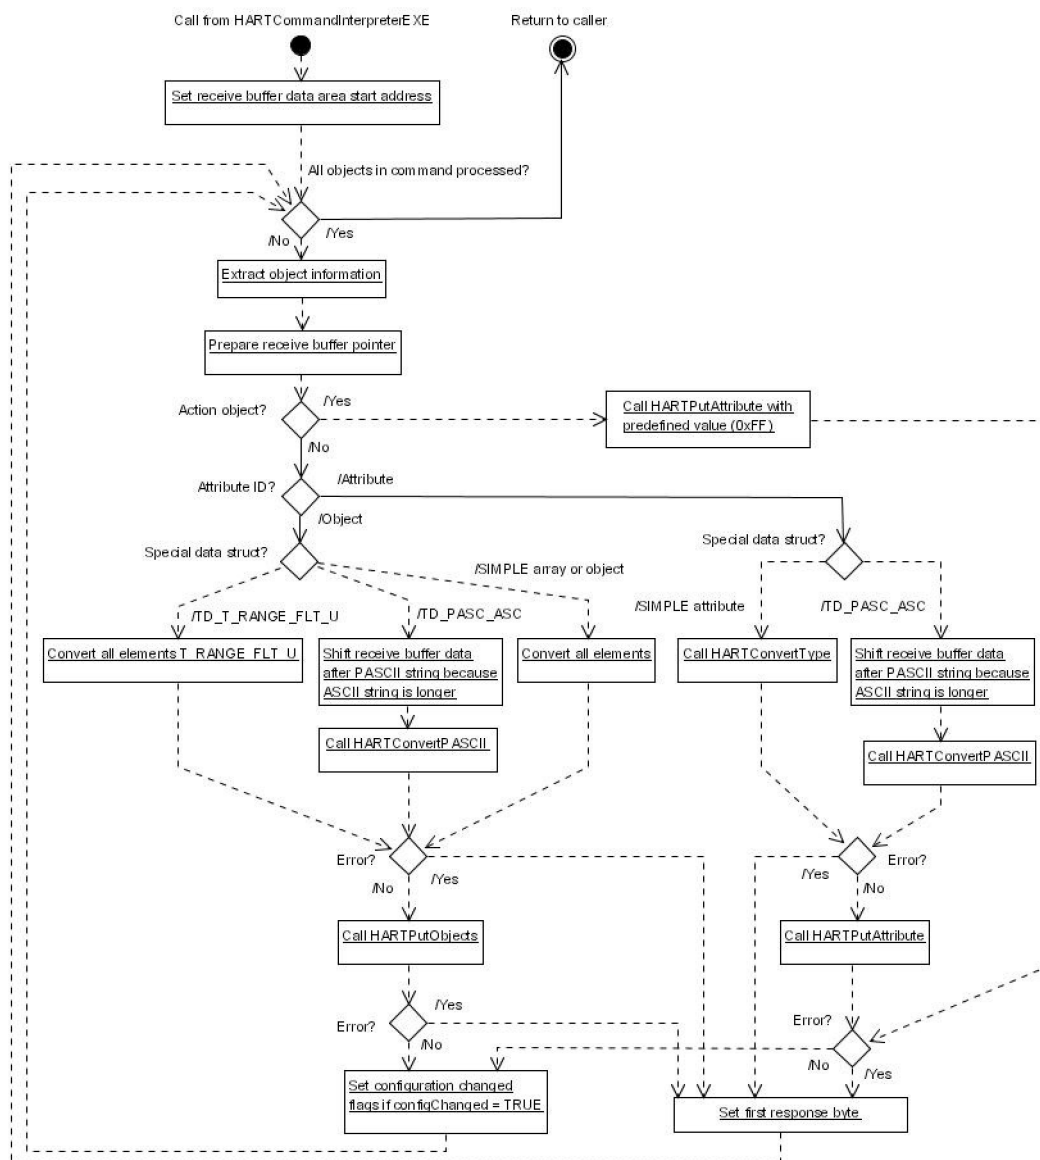 Call from HARTCommandInterpreterEXE
Return to caller
Set receive buffer data area start address
All objects in command processed?
/No
/Yes
Extract object information
Prepare receive buffer pointer
Action object?
/Yes
Call HARTPutAttribute with
predefined value (0xFF)
/No
Attribute ID?
/Attribute
/Object
Special data struct?
Special data struct?
/SIMPLE array or object
/TD_T_RANGE_FLT_U
/TD_PASC_ASC
/SIMPLE attribute
/TD_PASC_ASC
Convert all elements T_RANGE_FLT_U
Shift receive buffer data
after PASCII string because
ASCII string is longer
Convert all elements
Call HARTConvertType
Shift receive buffer data
after PASCII string because
ASCII string is longer
Call HARTConvertPASCII
Call HARTConvertPASCII
Error?
/Yes
/No
Error?
/Yes
/No
Call HARTPutObjects
Call HARTPutAttribute
Error?
/Yes
/No
Error?
/No
/Yes
Set configuration changed
flags if configChanged = TRUE
Set first response byte